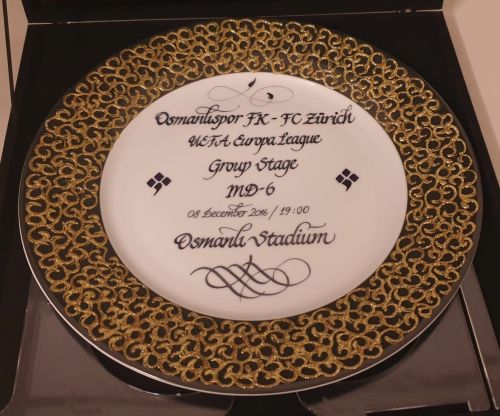 Osmanlıspor FK - FC Zürich
UEFA Europa League
Group Stage
MD-6
08 December 2016 / 19:00
Osmanlı Stadium